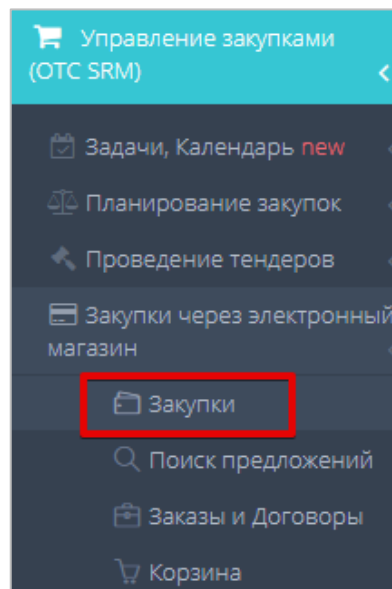 Управление закупками
(OTC SRM)
Задачи, Календарь new
Планирование закупок
Проведение тендеров
Закупки через электронный
магазин
Закупки
Поиск предложений
Заказы и Договоры
Корзина